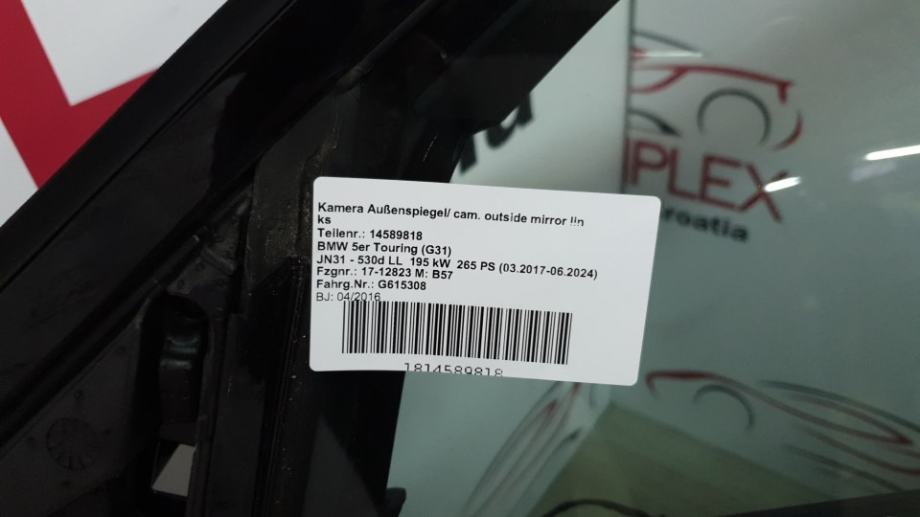 Kamera Außenspiegel/ cam. outside mirror lin
ks
Teilenr.: 14589818
BMW 5er Touring (G31)
JN31 - 530d LL 195 kW 265 PS (03.2017-06.2024)
Fzgnr.: 17-12823 M: B57
Fahrg.Nr.: G615308
BJ: 04/2016
1814589818
PLEX
roatia